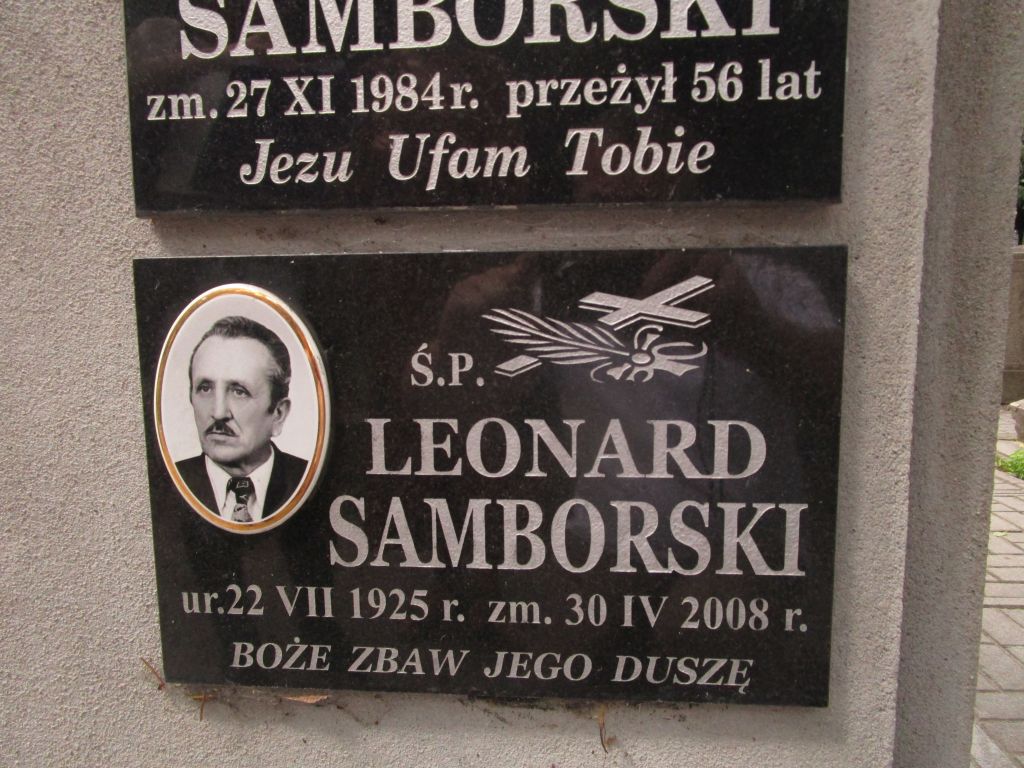 SAMBORSKI
zm. 27 XI 1984 r. przeżył 56 lat
Jezu Ufam Tobie
Ś.P.
LEONARD
SAMBORSKI
ur. 22 VII 1925 r. zm. 30 IV 2008 r.
BOŻE ZBAW JEGO DUSZĘ